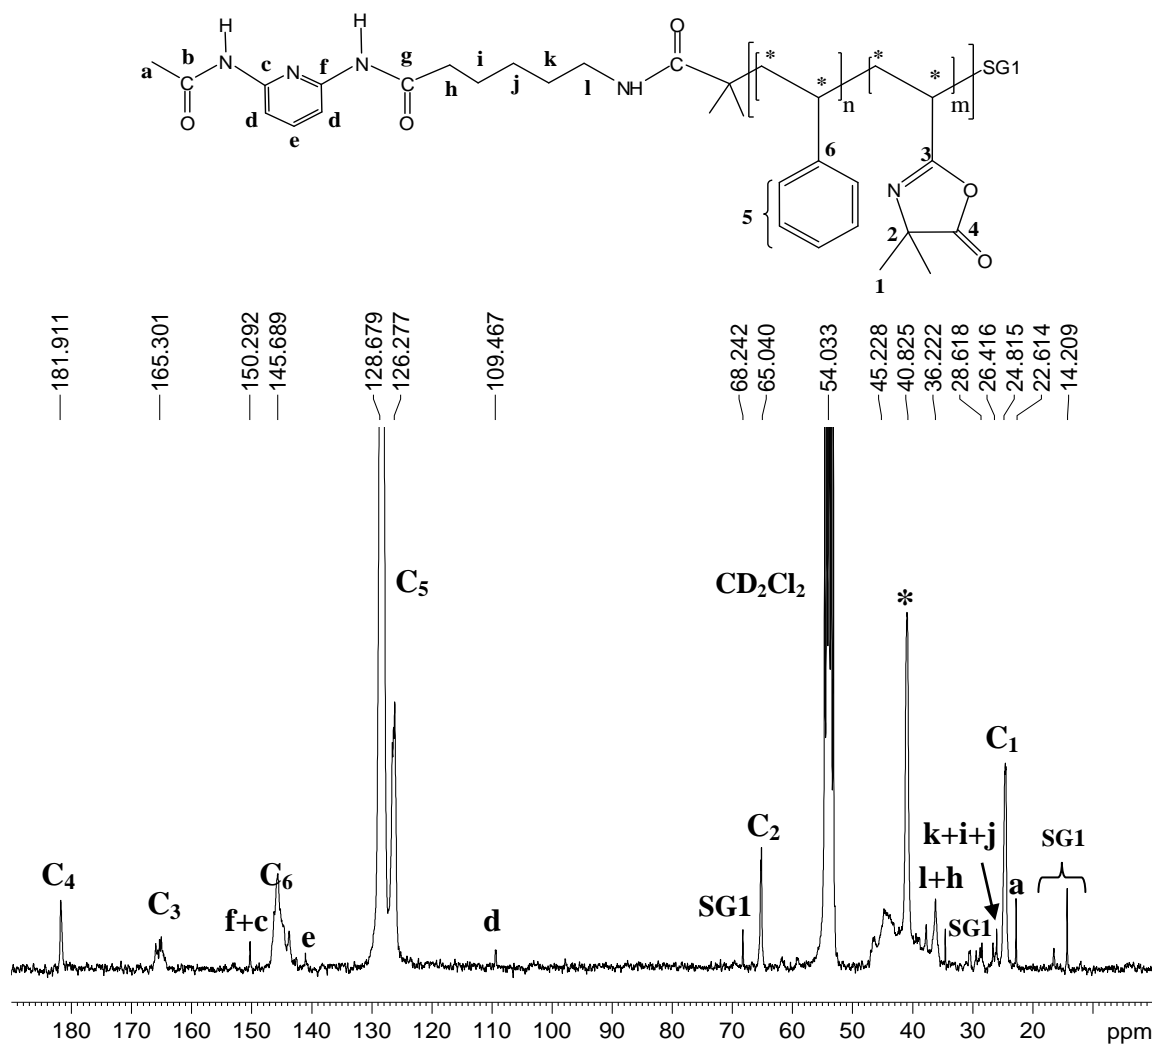 H H O
b g i k C
a C N c N f N C h j l NH * * * * SG1
O d d O n m
e
6 3
5 N O
2 4
1 O
181.911 165.301 150.292 145.689 128.679 126.277 109.467 68.242 65.040 54.033 45.228 40.825 36.222 28.618 26.416 24.815 22.614 14.209
C5 CD2Cl2 *
C1
C2 k+i+j SG1
C4 C3 C6 l+h a
f+c e d SG1 SG1
180 170 160 150 140 130 120 110 100 90 80 70 60 50 40 30 20 ppm